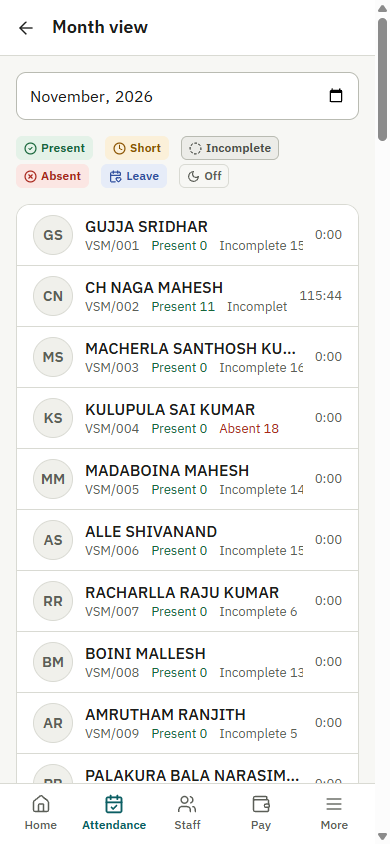 Month view
November, 2026
Present Short Incomplete
Absent Leave Off
GS GUJJA SRIDHAR
VSM/001 Present 0 Incomplete 15 0:00
CN CH NAGA MAHESH
VSM/002 Present 11 Incomplet 115:44
MS MACHERLA SANTHOSH KU...
VSM/003 Present 0 Incomplete 16 0:00
KS KULUPULA SAI KUMAR
VSM/004 Present 0 Absent 18 0:00
MM MADABOINA MAHESH
VSM/005 Present 0 Incomplete 14 0:00
AS ALLE SHIVANAND
VSM/006 Present 0 Incomplete 15 0:00
RR RACHARLLA RAJU KUMAR
VSM/007 Present 0 Incomplete 6 0:00
BM BOINI MALLESH
VSM/008 Present 0 Incomplete 13 0:00
AR AMRUTHAM RANJITH
VSM/009 Present 0 Incomplete 5 0:00
PALAKURA BALA NARASIM...
Home Attendance Staff Pay More